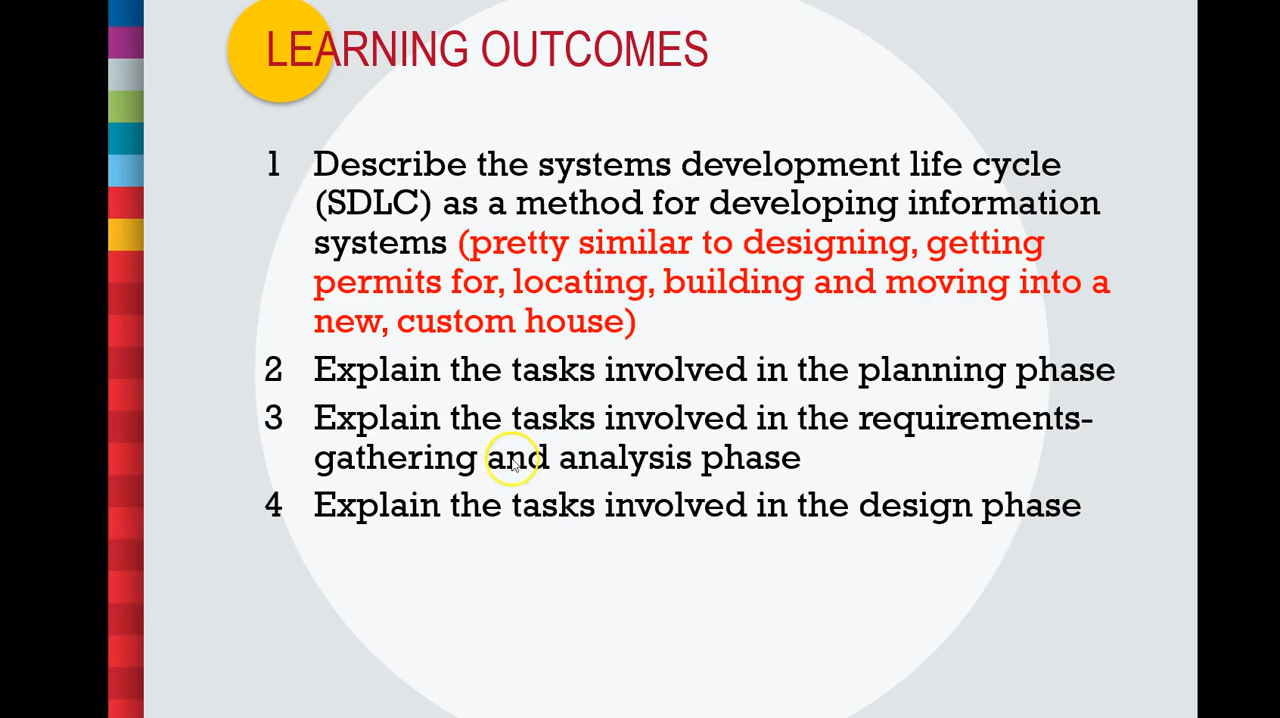 LEARNING OUTCOMES
1 Describe the systems development life cycle
(SDLC) as a method for developing information
systems (pretty similar to designing, getting
permits for, locating, building and moving into a
new, custom house)
2 Explain the tasks involved in the planning phase
3 Explain the tasks involved in the requirements-
gathering and analysis phase
4 Explain the tasks involved in the design phase